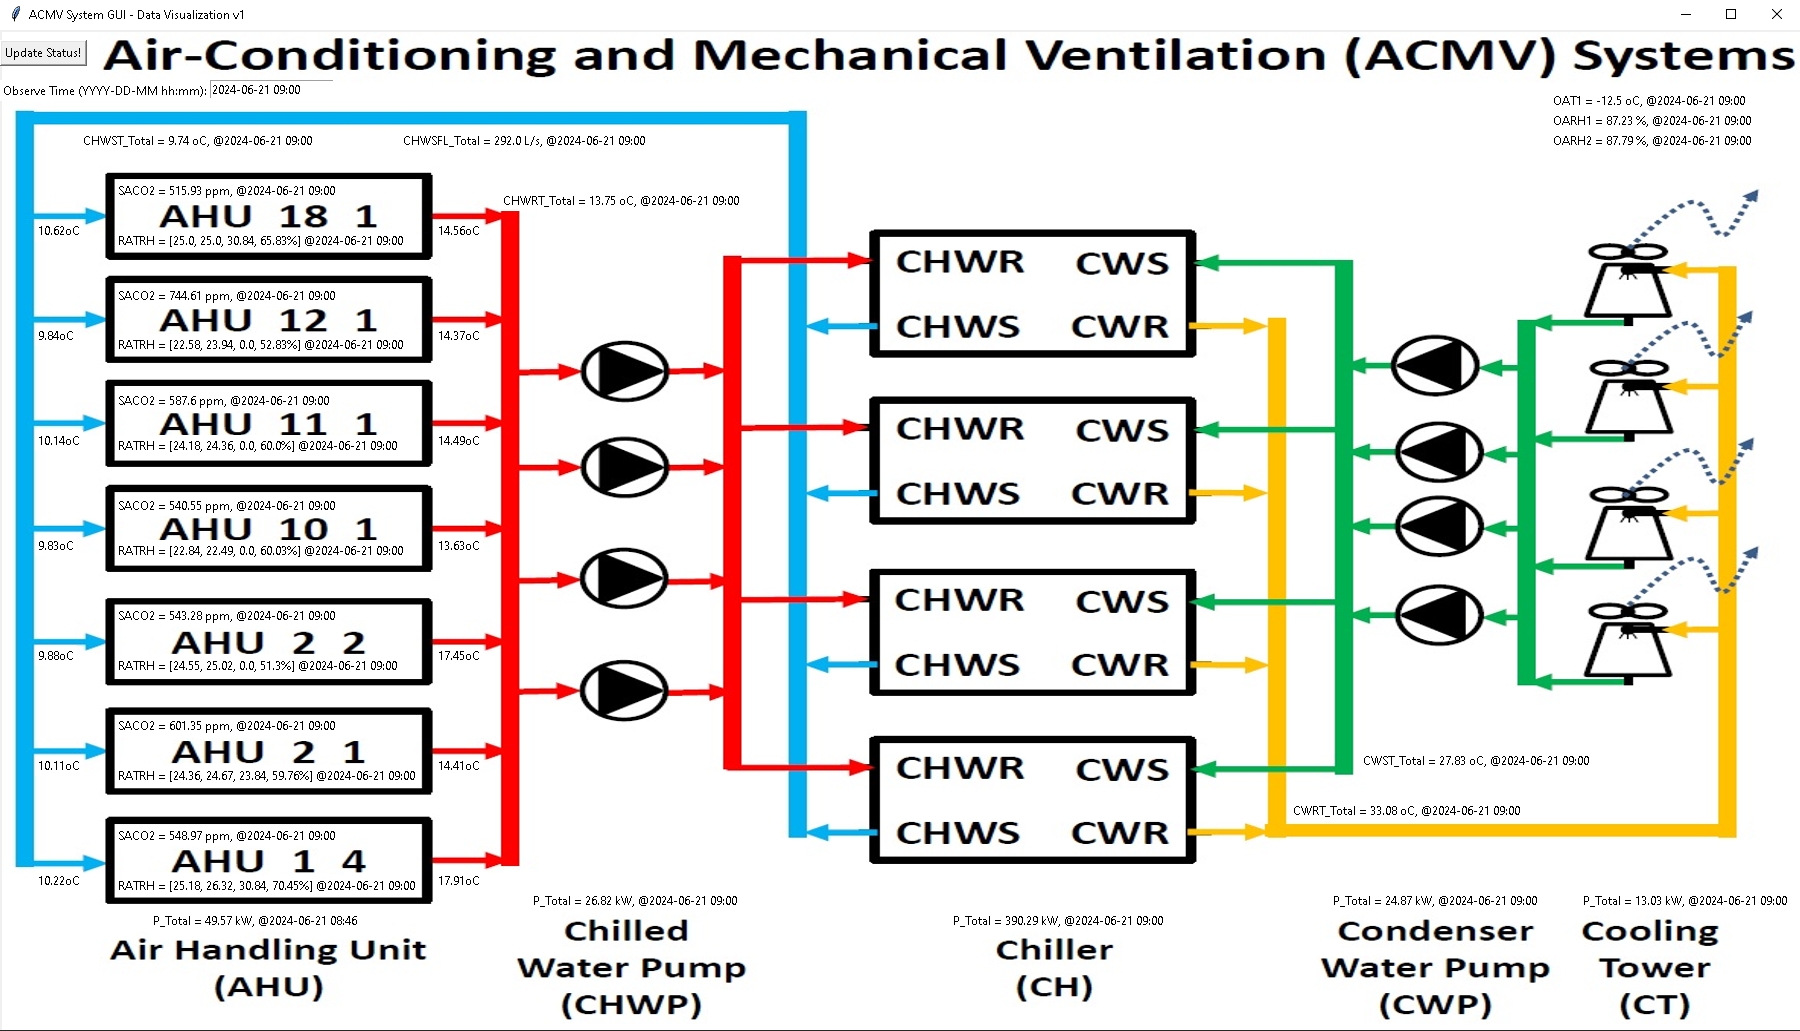 ACMV System GUI - Data Visualization v1
Update Status!
Air-Conditioning and Mechanical Ventilation (ACMV) Systems
Observe Time (YYYY-DD-MM hh:mm): 2024-06-21 09:00
OAT1 = -12.5 oC, @2024-06-21 09:00
OARH1 = 87.23 %, @2024-06-21 09:00
OARH2 = 87.79 %, @2024-06-21 09:00
CHWST_Total = 9.74 oC, @2024-06-21 09:00
CHWSFL_Total = 292.0 L/s, @2024-06-21 09:00
CHWRT_Total = 13.75 oC, @2024-06-21 09:00
SACO2 = 515.93 ppm, @2024-06-21 09:00
AHU 18 1
RATRH = [25.0, 25.0, 30.84, 65.83%] @2024-06-21 09:00
10.62oC
14.56oC
SACO2 = 744.61 ppm, @2024-06-21 09:00
AHU 12 1
RATRH = [22.58, 23.94, 0.0, 52.83%] @2024-06-21 09:00
9.84oC
14.37oC
SACO2 = 587.6 ppm, @2024-06-21 09:00
AHU 11 1
RATRH = [24.18, 24.36, 0.0, 60.0%] @2024-06-21 09:00
10.14oC
14.49oC
SACO2 = 540.55 ppm, @2024-06-21 09:00
AHU 10 1
RATRH = [22.84, 22.49, 0.0, 60.03%] @2024-06-21 09:00
9.83oC
13.63oC
SACO2 = 543.28 ppm, @2024-06-21 09:00
AHU 2 2
RATRH = [24.55, 25.02, 0.0, 51.3%] @2024-06-21 09:00
9.88oC
17.45oC
SACO2 = 601.35 ppm, @2024-06-21 09:00
AHU 2 1
RATRH = [24.36, 24.67, 23.84, 59.76%] @2024-06-21 09:00
10.11oC
14.41oC
SACO2 = 548.97 ppm, @2024-06-21 09:00
AHU 1 4
RATRH = [25.18, 26.32, 30.84, 70.45%] @2024-06-21 09:00
10.22oC
17.91oC
CHWR CWS
CHWS CWR
CHWR CWS
CHWS CWR
CHWR CWS
CHWS CWR
CHWR CWS
CHWS CWR
CWST_Total = 27.83 oC, @2024-06-21 09:00
CWRT_Total = 33.08 oC, @2024-06-21 09:00
P_Total = 49.57 kW, @2024-06-21 08:46
Air Handling Unit
(AHU)
P_Total = 26.82 kW, @2024-06-21 09:00
Chilled
Water Pump
(CHWP)
P_Total = 390.29 kW, @2024-06-21 09:00
Chiller
(CH)
P_Total = 24.87 kW, @2024-06-21 09:00
Condenser
Water Pump
(CWP)
P_Total = 13.03 kW, @2024-06-21 09:00
Cooling
Tower
(CT)